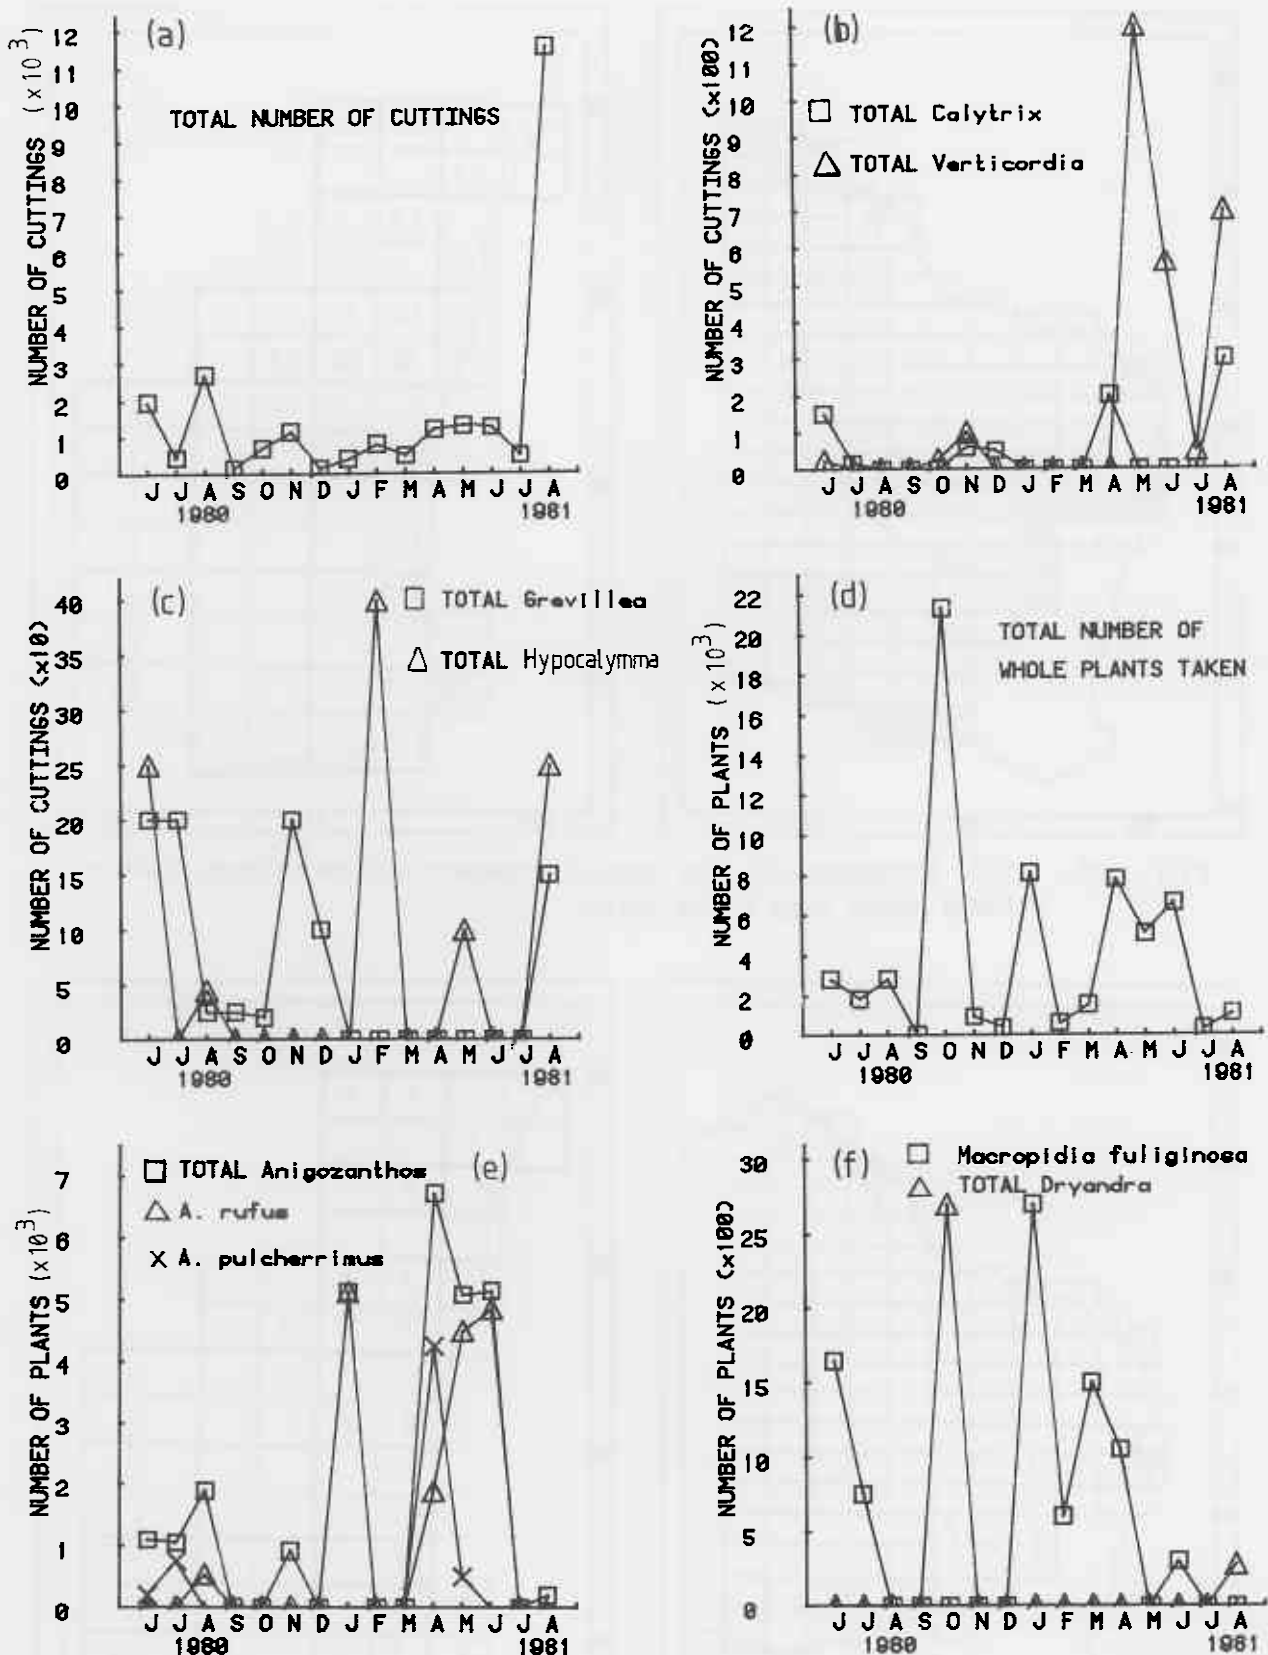 (a)
NUMBER OF CUTTINGS (x10³)
12
11
10
9
8
7
6
5
4
3
2
1
0
TOTAL NUMBER OF CUTTINGS
J J A S O N D J F M A M J J A
1980 1981
(b)
NUMBER OF CUTTINGS (x100)
12
11
10
9
8
7
6
5
4
3
2
1
0
TOTAL Calytrix
TOTAL Verticordia
J J A S O N D J F M A M J J A
1980 1981
(c)
NUMBER OF CUTTINGS (x10)
40
35
30
25
20
15
10
5
0
TOTAL Grevillea
TOTAL Hypocalymma
J J A S O N D J F M A M J J A
1980 1981
(d)
NUMBER OF PLANTS (x10³)
22
20
18
16
14
12
10
8
6
4
2
0
TOTAL NUMBER OF
WHOLE PLANTS TAKEN
J J A S O N D J F M A M J J A
1980 1981
(e)
NUMBER OF PLANTS (x10³)
7
6
5
4
3
2
1
0
TOTAL Anigozanthos
A. rufus
A. pulcherrimus
J J A S O N D J F M A M J J A
1980 1981
(f)
NUMBER OF PLANTS (x100)
30
25
20
15
10
5
0
Macropidia fuliginosa
TOTAL Dryandra
J J A S O N D J F M A M J J A
1980 1981